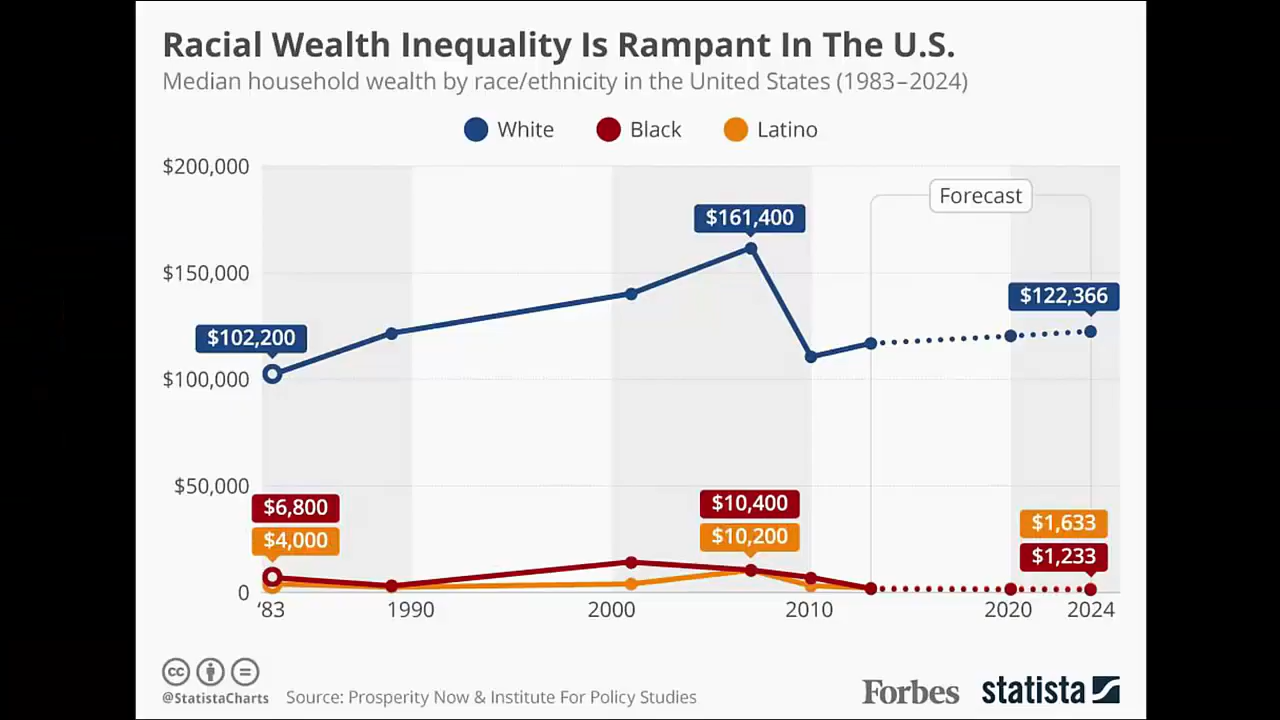 Racial Wealth Inequality Is Rampant In The U.S.
Median household wealth by race/ethnicity in the United States (1983–2024)
White Black Latino
$200,000
Forecast
$161,400
$150,000
$122,366
$102,200
$100,000
$50,000
$6,800 $10,400
$4,000 $10,200 $1,633
$1,233
0
‘83 1990 2000 2010 2020 2024
cc
@StatistaCharts Source: Prosperity Now & Institute For Policy Studies Forbes statista